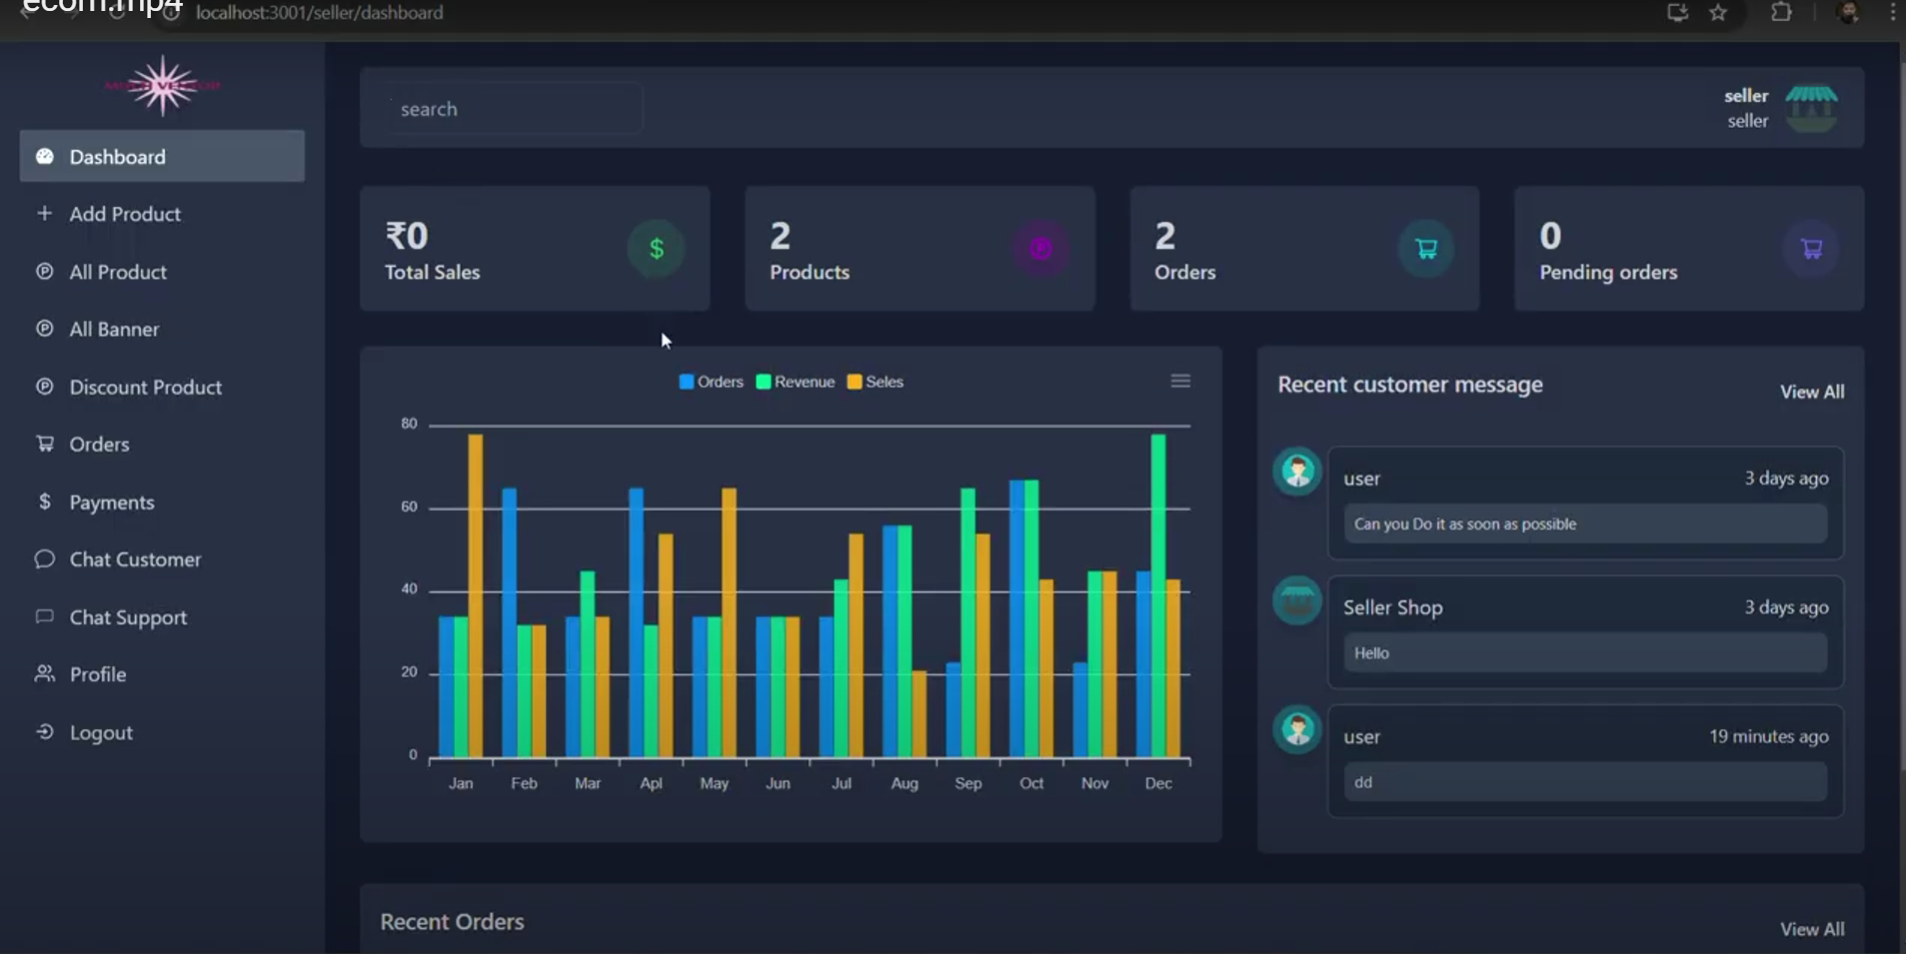 ecom.mp4
localhost:3001/seller/dashboard
Dashboard
Add Product
All Product
All Banner
Discount Product
Orders
Payments
Chat Customer
Chat Support
Profile
Logout
search
seller
seller
₹0
Total Sales
2
Products
2
Orders
0
Pending orders
Orders Revenue Seles
80
60
40
20
0
Jan Feb Mar Apl May Jun Jul Aug Sep Oct Nov Dec
Recent customer message
View All
user 3 days ago
Can you Do it as soon as possible
Seller Shop 3 days ago
Hello
user 19 minutes ago
dd
Recent Orders
View All